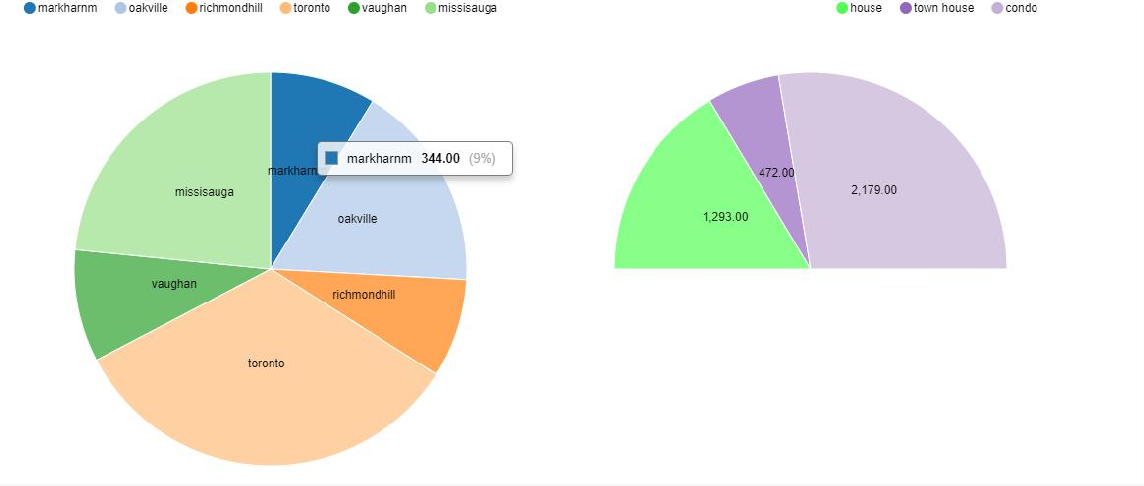 markharnm oakville richmondhill toronto vaughan missisauga
house town house condo
markharn
markharnm 344.00 (9%)
missisauga
oakville
vaughan
richmondhill
toronto
472.00
2,179.00
1,293.00